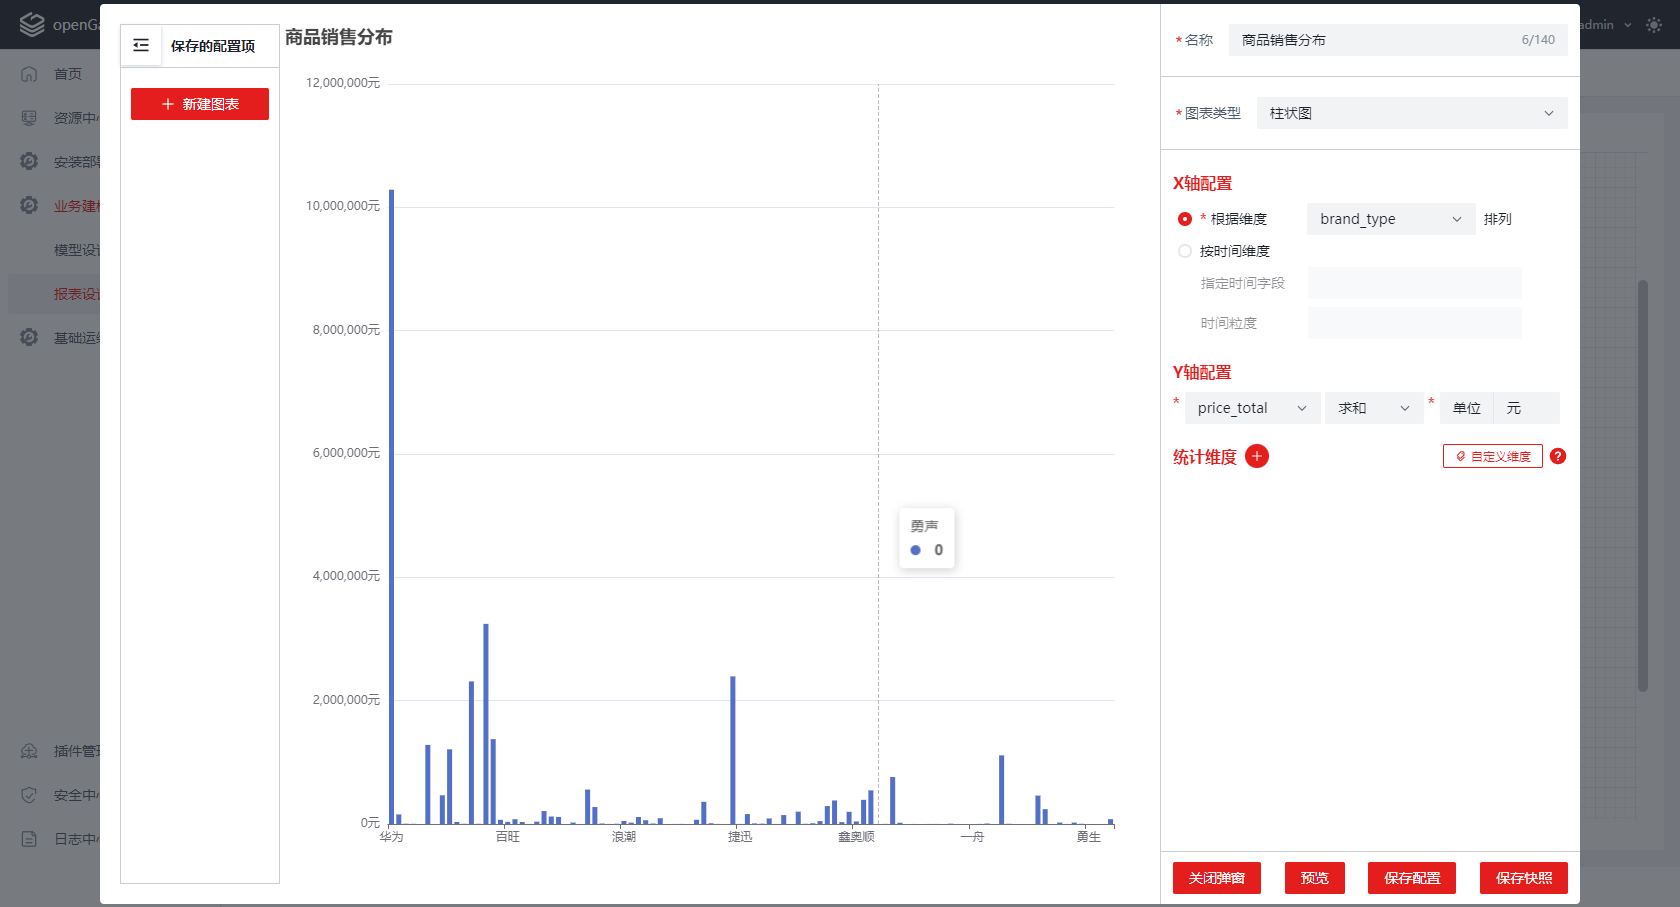 openGa
admin
首页
资源中心
安装部
业务建
模型设
报表设
基础运
插件管
安全中
日志中
保存的配置项
新建图表
商品销售分布
12,000,000元
10,000,000元
8,000,000元
6,000,000元
4,000,000元
2,000,000元
0元
华为
百旺
浪潮
捷迅
鑫奥顺
一舟
勇生
勇声
0
*名称 商品销售分布 6/140
*图表类型 柱状图
X轴配置
* 根据维度 brand_type 排列
按时间维度
指定时间字段
时间粒度
Y轴配置
* price_total 求和 * 单位 元
统计维度 自定义维度 ?
关闭弹窗 预览 保存配置 保存快照